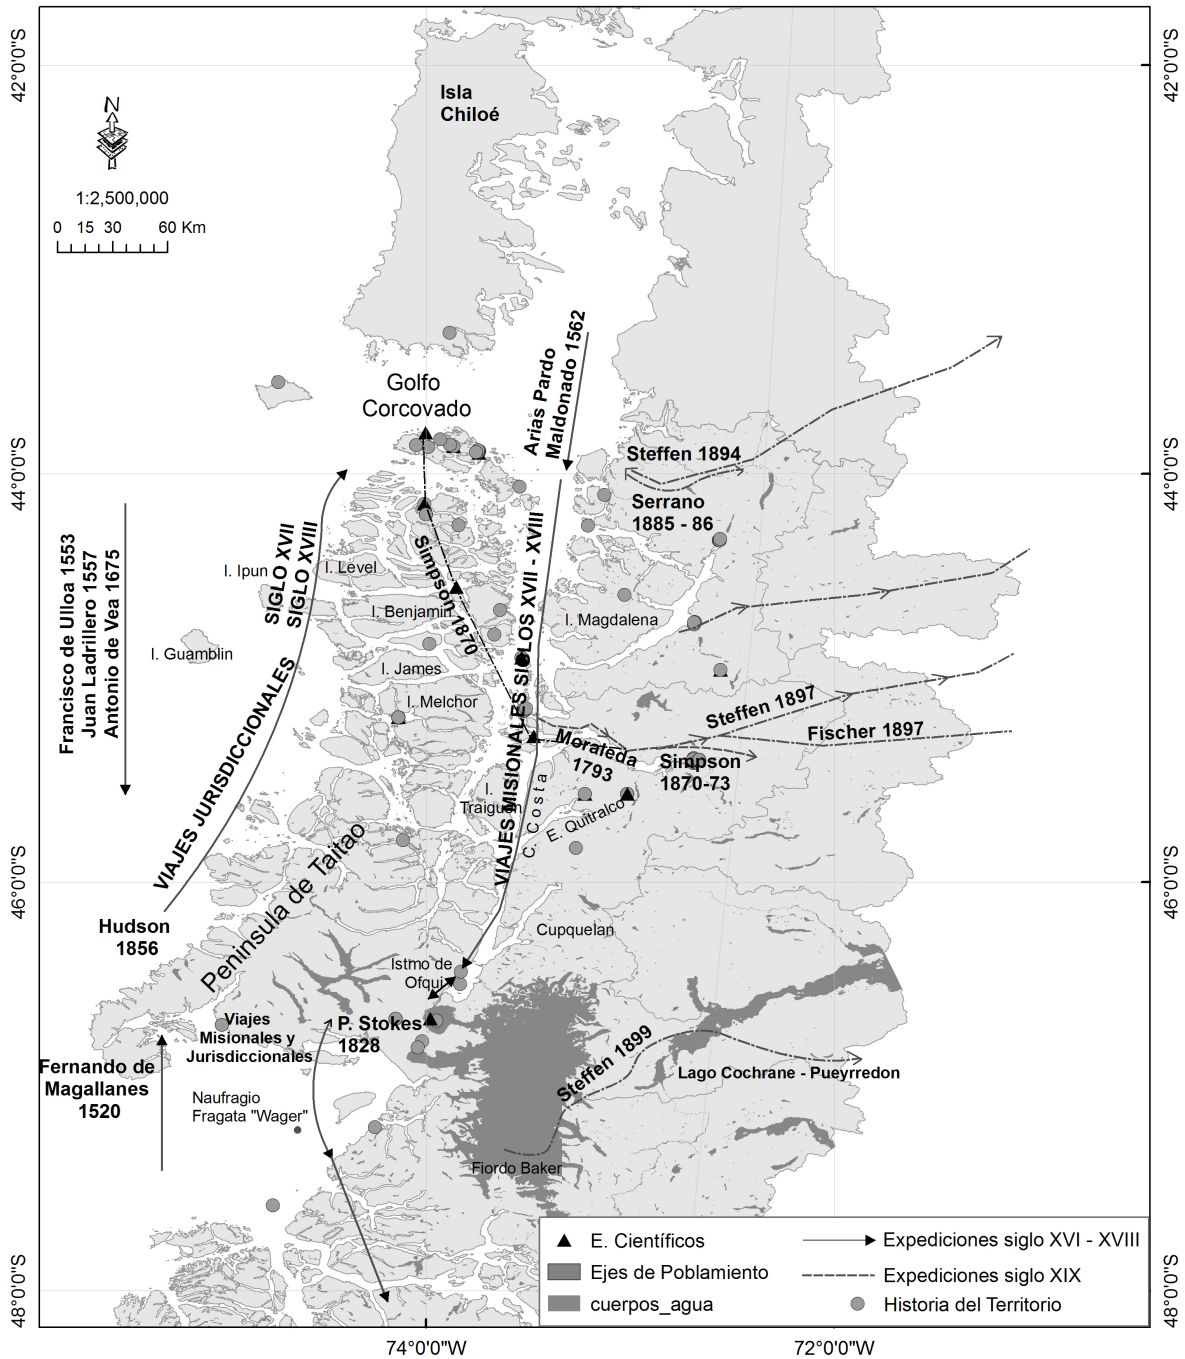 42°0'0"S
42°0'0"S
Isla
Chiloé
N
1:2,500,000
0 15 30 60 Km
Arias Pardo
Maldonado 1562
Golfo
Corcovado
44°0'0"S
44°0'0"S
Steffen 1894
Serrano
1885 - 86
Francisco de Ulloa 1553
Juan Ladrillero 1557
Antonio de Vea 1675
SIGLO XVII
SIGLO XVIII
VIAJES JURISDICCIONALES
I. Ipun
I. Level
Simpson 1870
I. Benjamin
VIAJES MISIONALES SIGLOS XVII - XVIII
I. Magdalena
I. Guamblin
I. James
I. Melchor
Steffen 1897
Fischer 1897
Moraleda
1793
Simpson
1870-73
I.
Traiguen
C. Costa
E. Quitralco
46°0'0"S
46°0'0"S
Peninsula de Taitao
Hudson
1856
Cupquelan
Istmo de
Ofqui
Viajes
Misionales y
Jurisdiccionales
P. Stokes
1828
Steffen 1899
Fernando de
Magallanes
1520
Lago Cochrane - Pueyrredon
Naufragio
Fragata "Wager"
Fiordo Baker
E. Científicos
Ejes de Poblamiento
cuerpos_agua
Expediciones siglo XVI - XVIII
Expediciones siglo XIX
Historia del Territorio
48°0'0"S
48°0'0"S
74°0'0"W
72°0'0"W